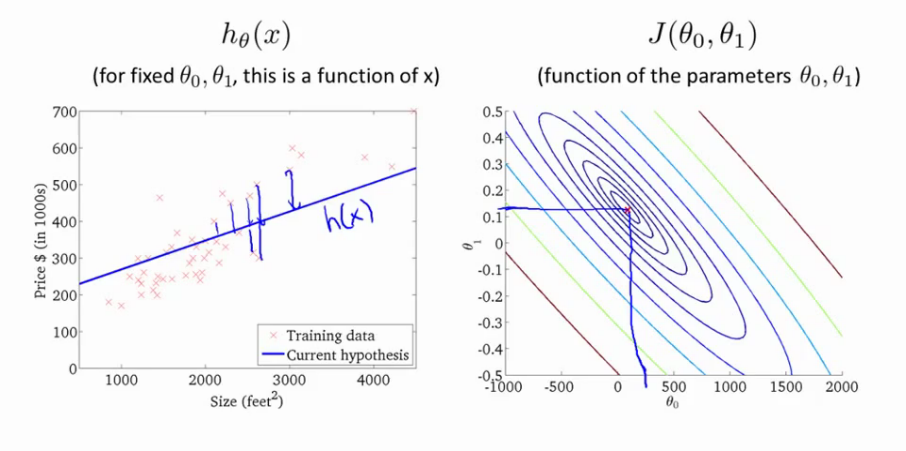 hθ(x)
(for fixed θ₀, θ₁, this is a function of x)
700
600
500
400
300
200
100
0
Price $ (in 1000s)
1000 2000 3000 4000
Size (feet²)
h(x)
Training data
Current hypothesis
J(θ₀, θ₁)
(function of the parameters θ₀, θ₁)
0.5
0.4
0.3
0.2
0.1
0
-0.1
-0.2
-0.3
-0.4
-0.5
θ₁
-1000 -500 0 500 1000 1500 2000
θ₀